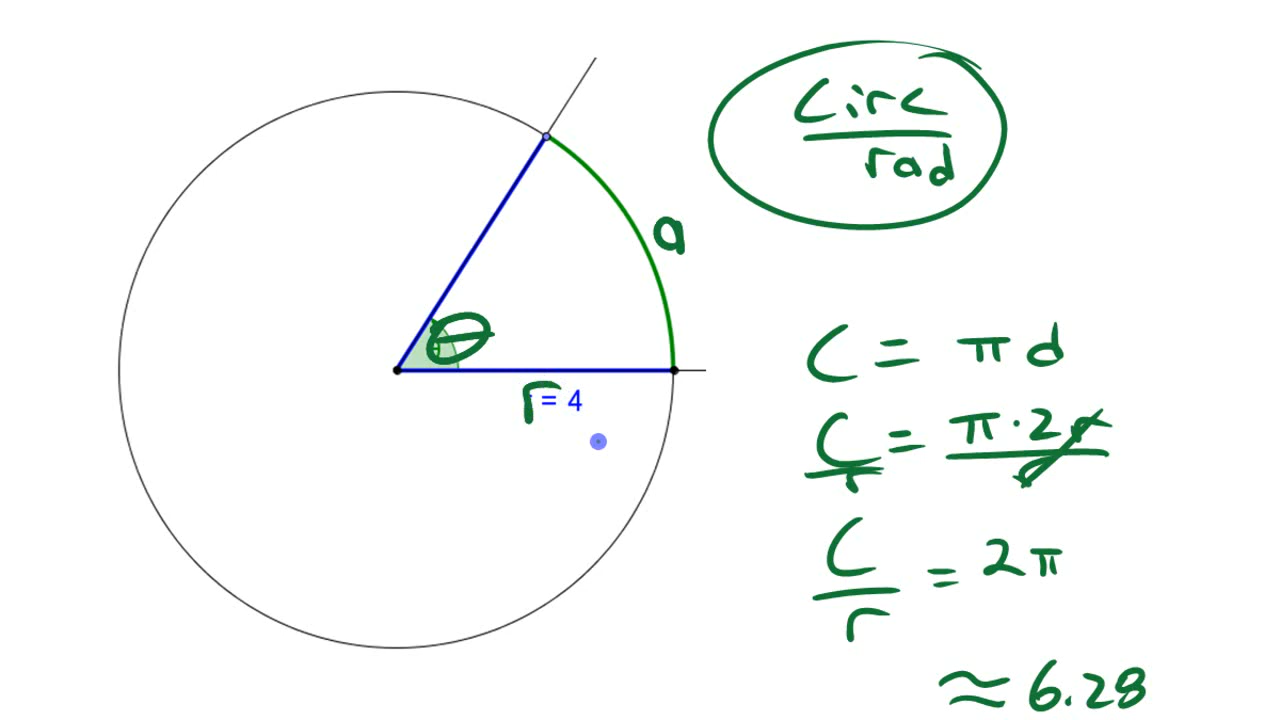 Circ
rad
a
θ
r = 4
C = πd
C/r = π·2r/r
C/r = 2π
≈ 6.28